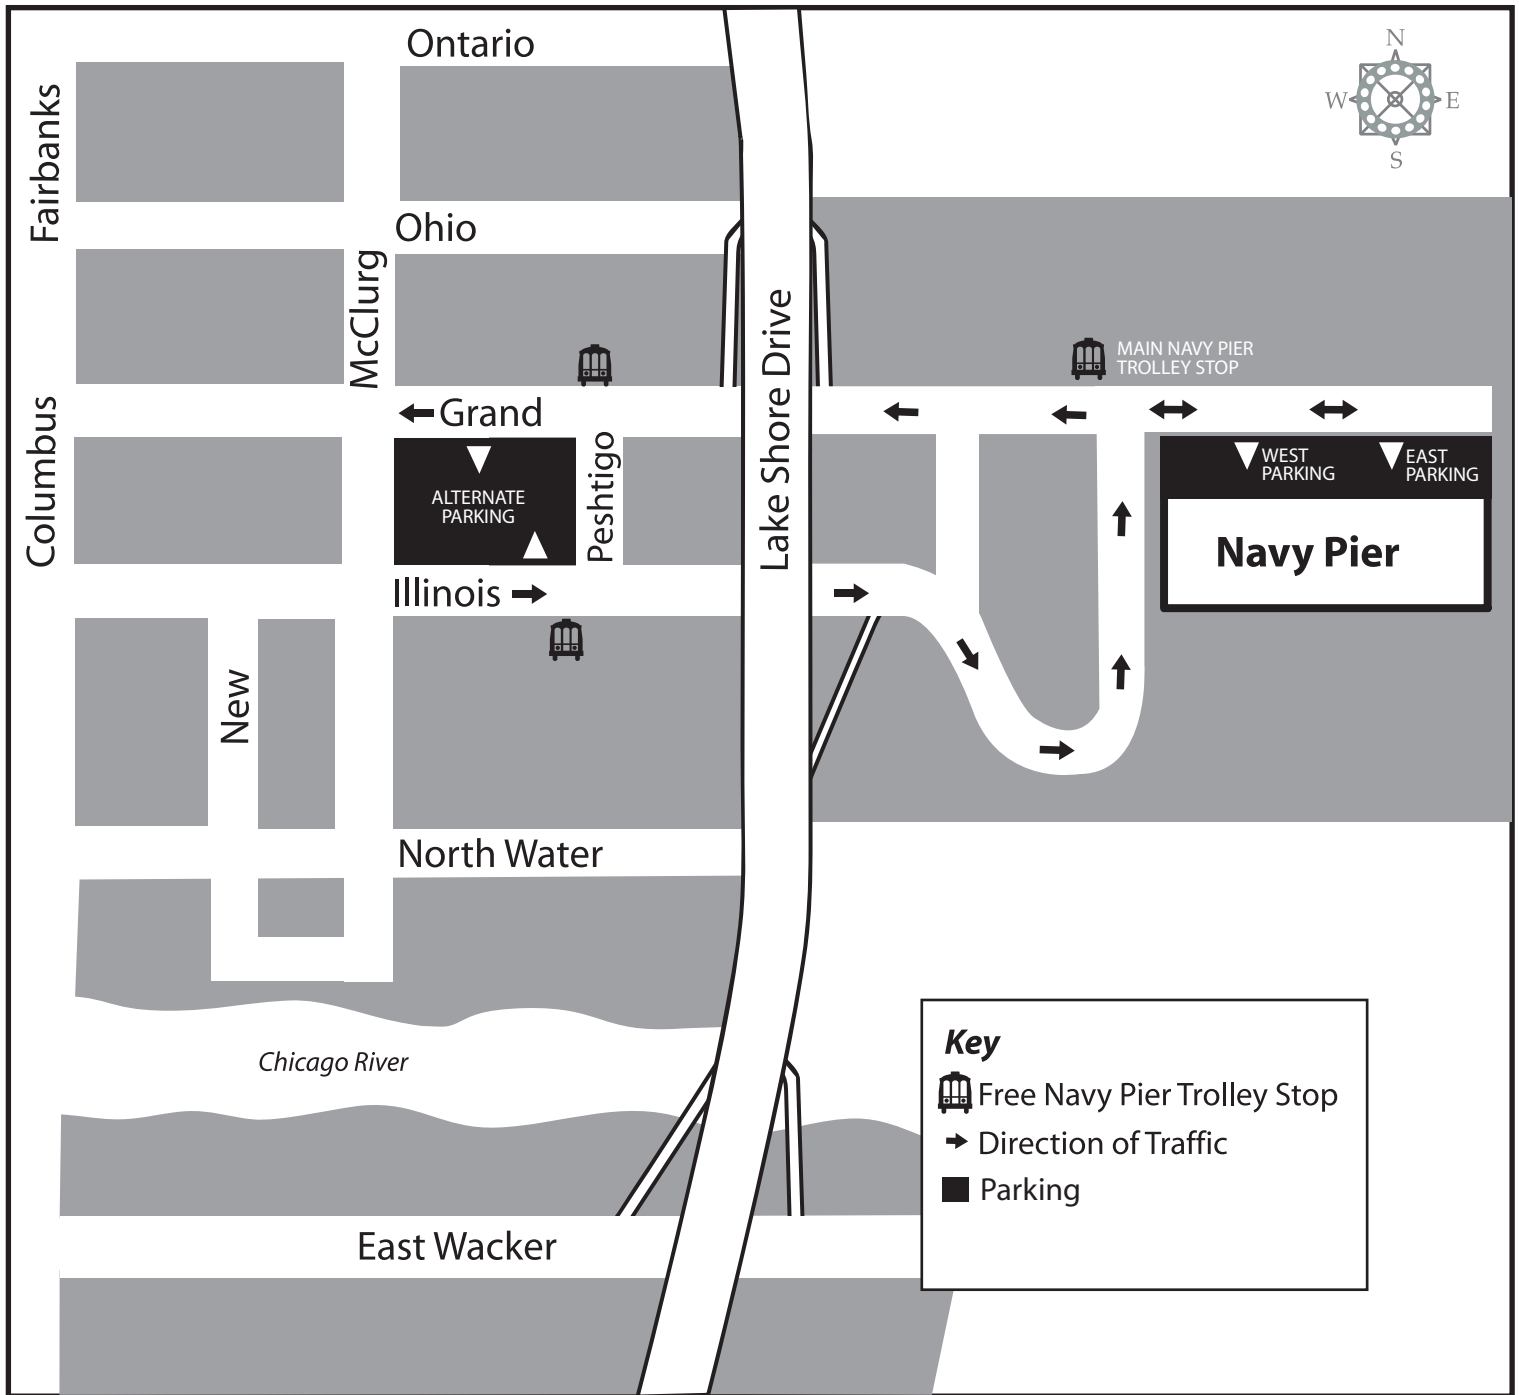 Ontario
N
W
E
S
Fairbanks
Ohio
McClurg
Lake Shore Drive
MAIN NAVY PIER
TROLLEY STOP
Grand
Columbus
Peshtigo
ALTERNATE
PARKING
WEST
PARKING
EAST
PARKING
Navy Pier
Illinois
New
North Water
Chicago River
Key
Free Navy Pier Trolley Stop
Direction of Traffic
Parking
East Wacker